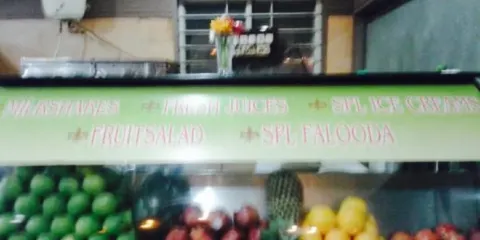 MILKSHAKES FRESH JUICES SPL ICE CREAMS
FRUIT SALAD SPL FALOODA